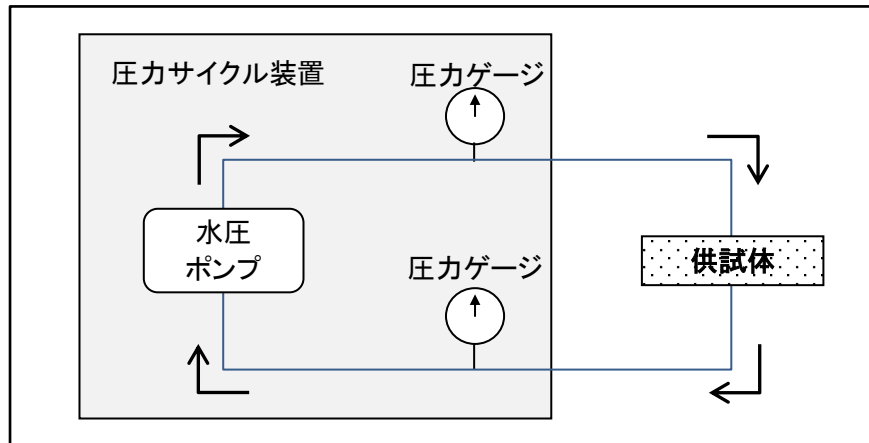 圧力サイクル装置
圧力ゲージ
水圧
ポンプ
供試体
圧力ゲージ